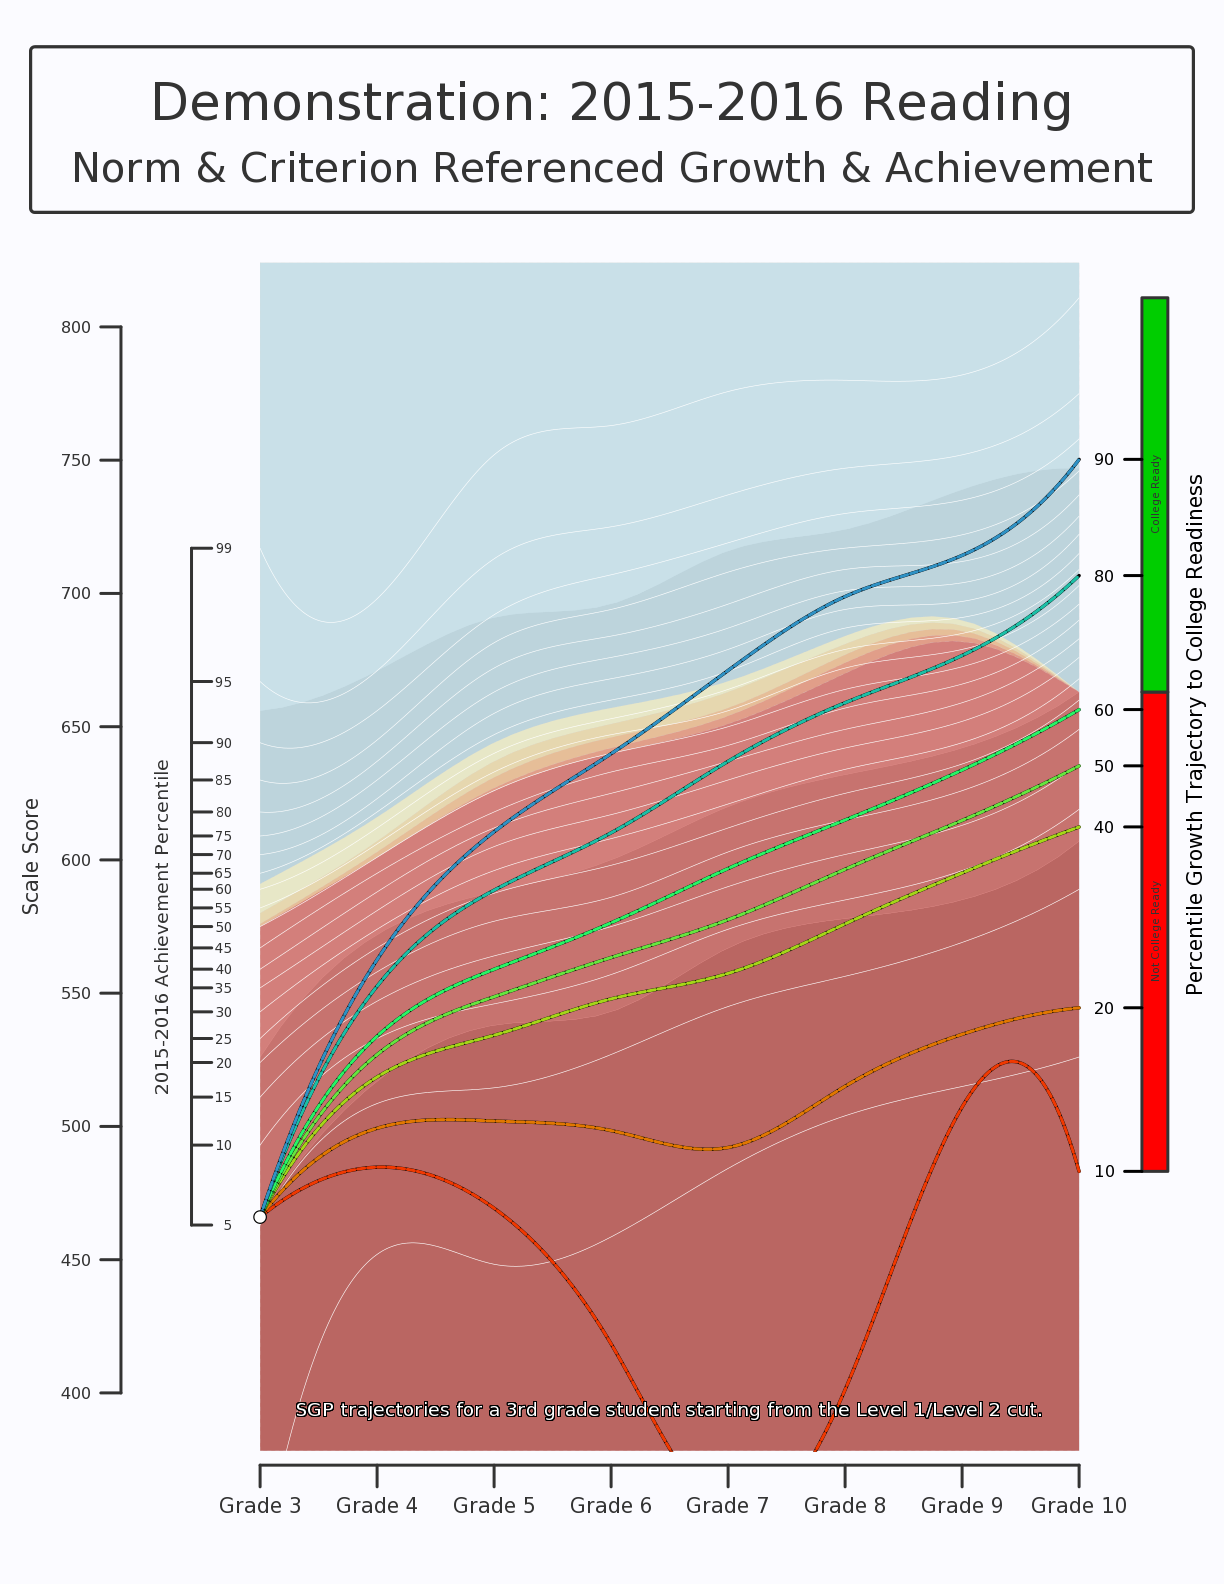 Demonstration: 2015-2016 Reading
Norm & Criterion Referenced Growth & Achievement
Scale Score
800
750
700
650
600
550
500
450
400
2015-2016 Achievement Percentile
99
95
90
85
80
75
70
65
60
55
50
45
40
35
30
25
20
15
10
5
SGP trajectories for a 3rd grade student starting from the Level 1/Level 2 cut.
Grade 3
Grade 4
Grade 5
Grade 6
Grade 7
Grade 8
Grade 9
Grade 10
90
80
60
50
40
20
10
College Ready
Not College Ready
Percentile Growth Trajectory to College Readiness